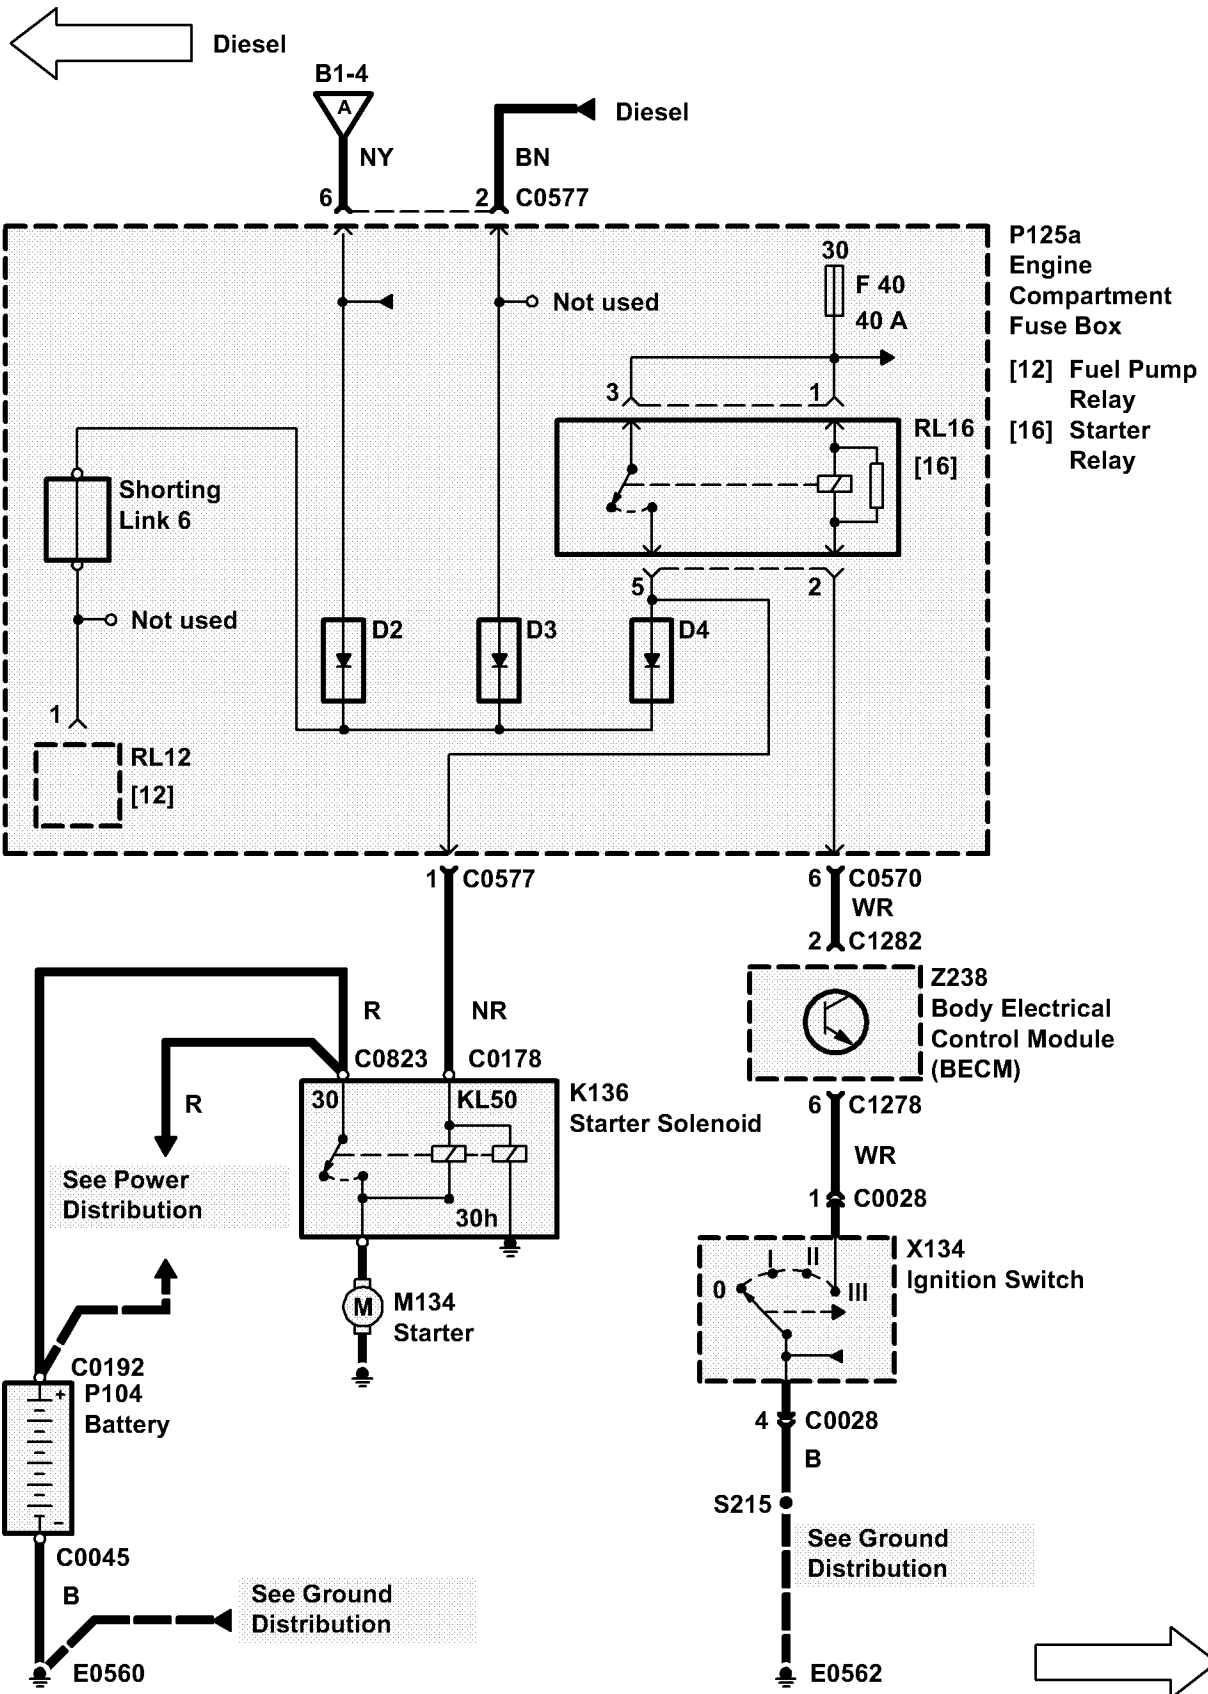 Diesel
B1-4
A
Diesel
NY
BN
6
2
C0577
P125a
Engine
Compartment
Fuse Box
[12] Fuel Pump
Relay
[16] Starter
Relay
30
F 40
40 A
Not used
3
1
RL16
[16]
Shorting
Link 6
5
2
Not used
D2
D3
D4
1
RL12
[12]
1
C0577
6
C0570
WR
2
C1282
Z238
Body Electrical
Control Module
(BECM)
R
NR
C0823
C0178
R
30
KL50
K136
Starter Solenoid
6
C1278
WR
See Power
Distribution
30h
1
C0028
X134
Ignition Switch
0
I
II
III
M
M134
Starter
C0192
P104
Battery
+
−
4
C0028
B
S215
See Ground
Distribution
C0045
B
See Ground
Distribution
E0560
E0562